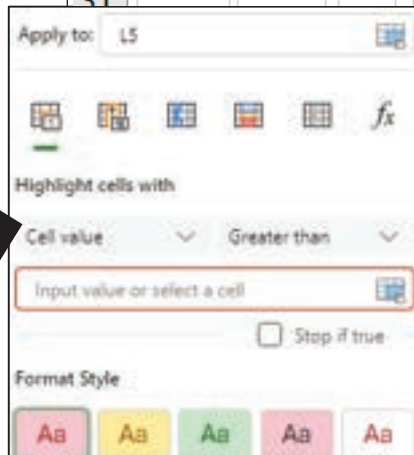 Apply to: L5
fx
Highlight cells with
Cell value Greater than
Input value or select a cell
Stop if true
Format Style
Aa Aa Aa Aa Aa